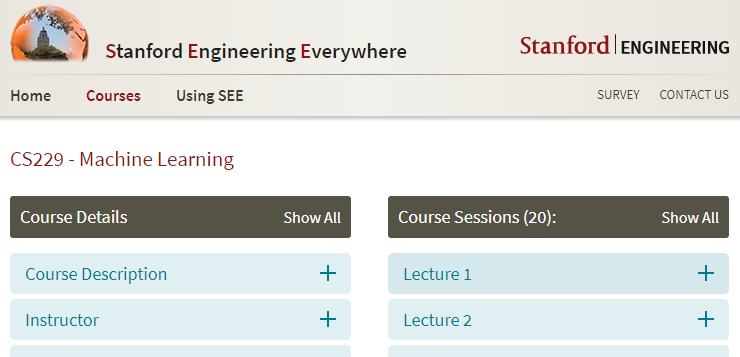 Stanford Engineering Everywhere
Stanford ENGINEERING
Home Courses Using SEE SURVEY CONTACT US
CS229 - Machine Learning
Course Details Show All
Course Description
Instructor
Course Sessions (20): Show All
Lecture 1
Lecture 2